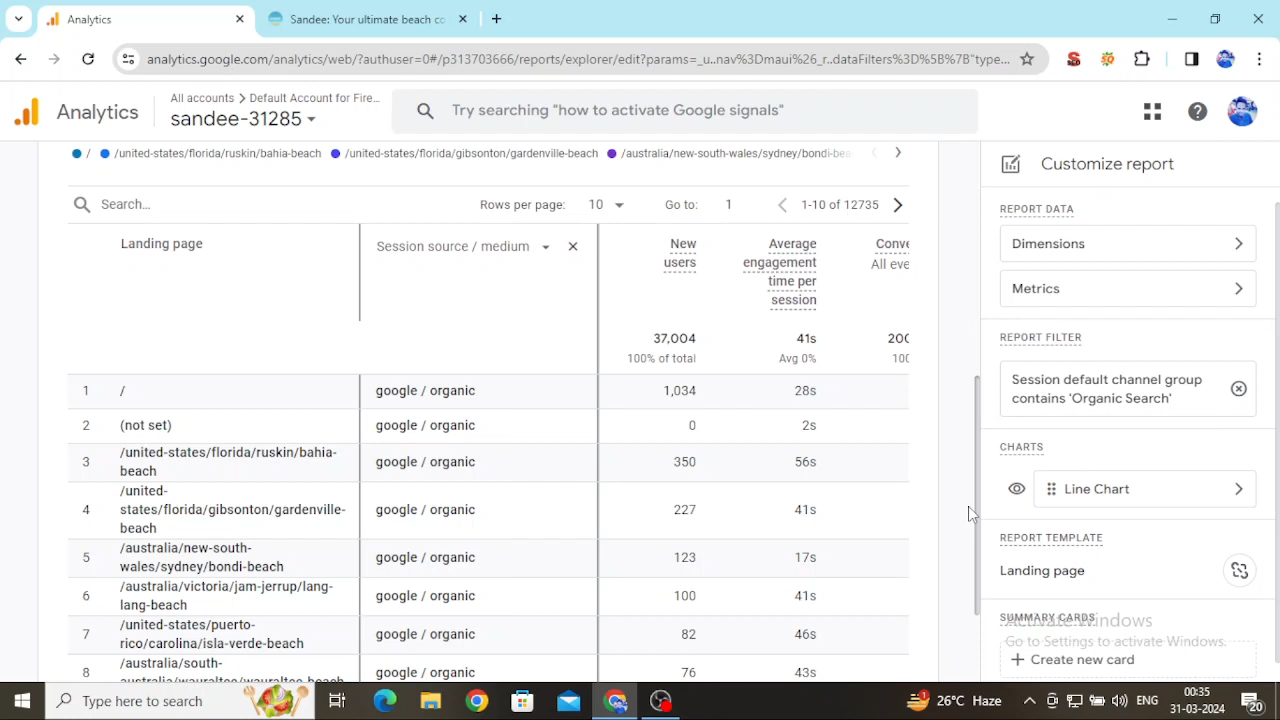 Analytics
Sandee: Your ultimate beach co
analytics.google.com/analytics/web/?authuser=0#/p313703666/reports/explorer/edit?params=_u..nav%3Dmaui%26_r..dataFilters%3D%5B%7B"type...
Analytics
All accounts > Default Account for Fire...
sandee-31285
Try searching "how to activate Google signals"
/ /united-states/florida/ruskin/bahia-beach /united-states/florida/gibsonton/gardenville-beach /australia/new-south-wales/sydney/bondi-bea
Search...
Rows per page: 10 Go to: 1 1-10 of 12735
Landing page
Session source / medium
New
users
Average
engagement
time per
session
Conve
All eve
37,004 41s 200
100% of total Avg 0% 100
1 / google / organic 1,034 28s
2 (not set) google / organic 0 2s
3 /united-states/florida/ruskin/bahia-
beach google / organic 350 56s
4 /united-
states/florida/gibsonton/gardenville-
beach google / organic 227 41s
5 /australia/new-south-
wales/sydney/bondi-beach google / organic 123 17s
6 /australia/victoria/jam-jerrup/lang-
lang-beach google / organic 100 41s
7 /united-states/puerto-
rico/carolina/isla-verde-beach google / organic 82 46s
8 /australia/south-
google / organic 76 43s
Customize report
REPORT DATA
Dimensions
Metrics
REPORT FILTER
Session default channel group
contains 'Organic Search'
CHARTS
Line Chart
REPORT TEMPLATE
Landing page
SUMMARY CARDS
Activate Windows
Go to Settings to activate Windows.
+ Create new card
Type here to search
1
26°C Haze
ENG
00:35
31-03-2024
20